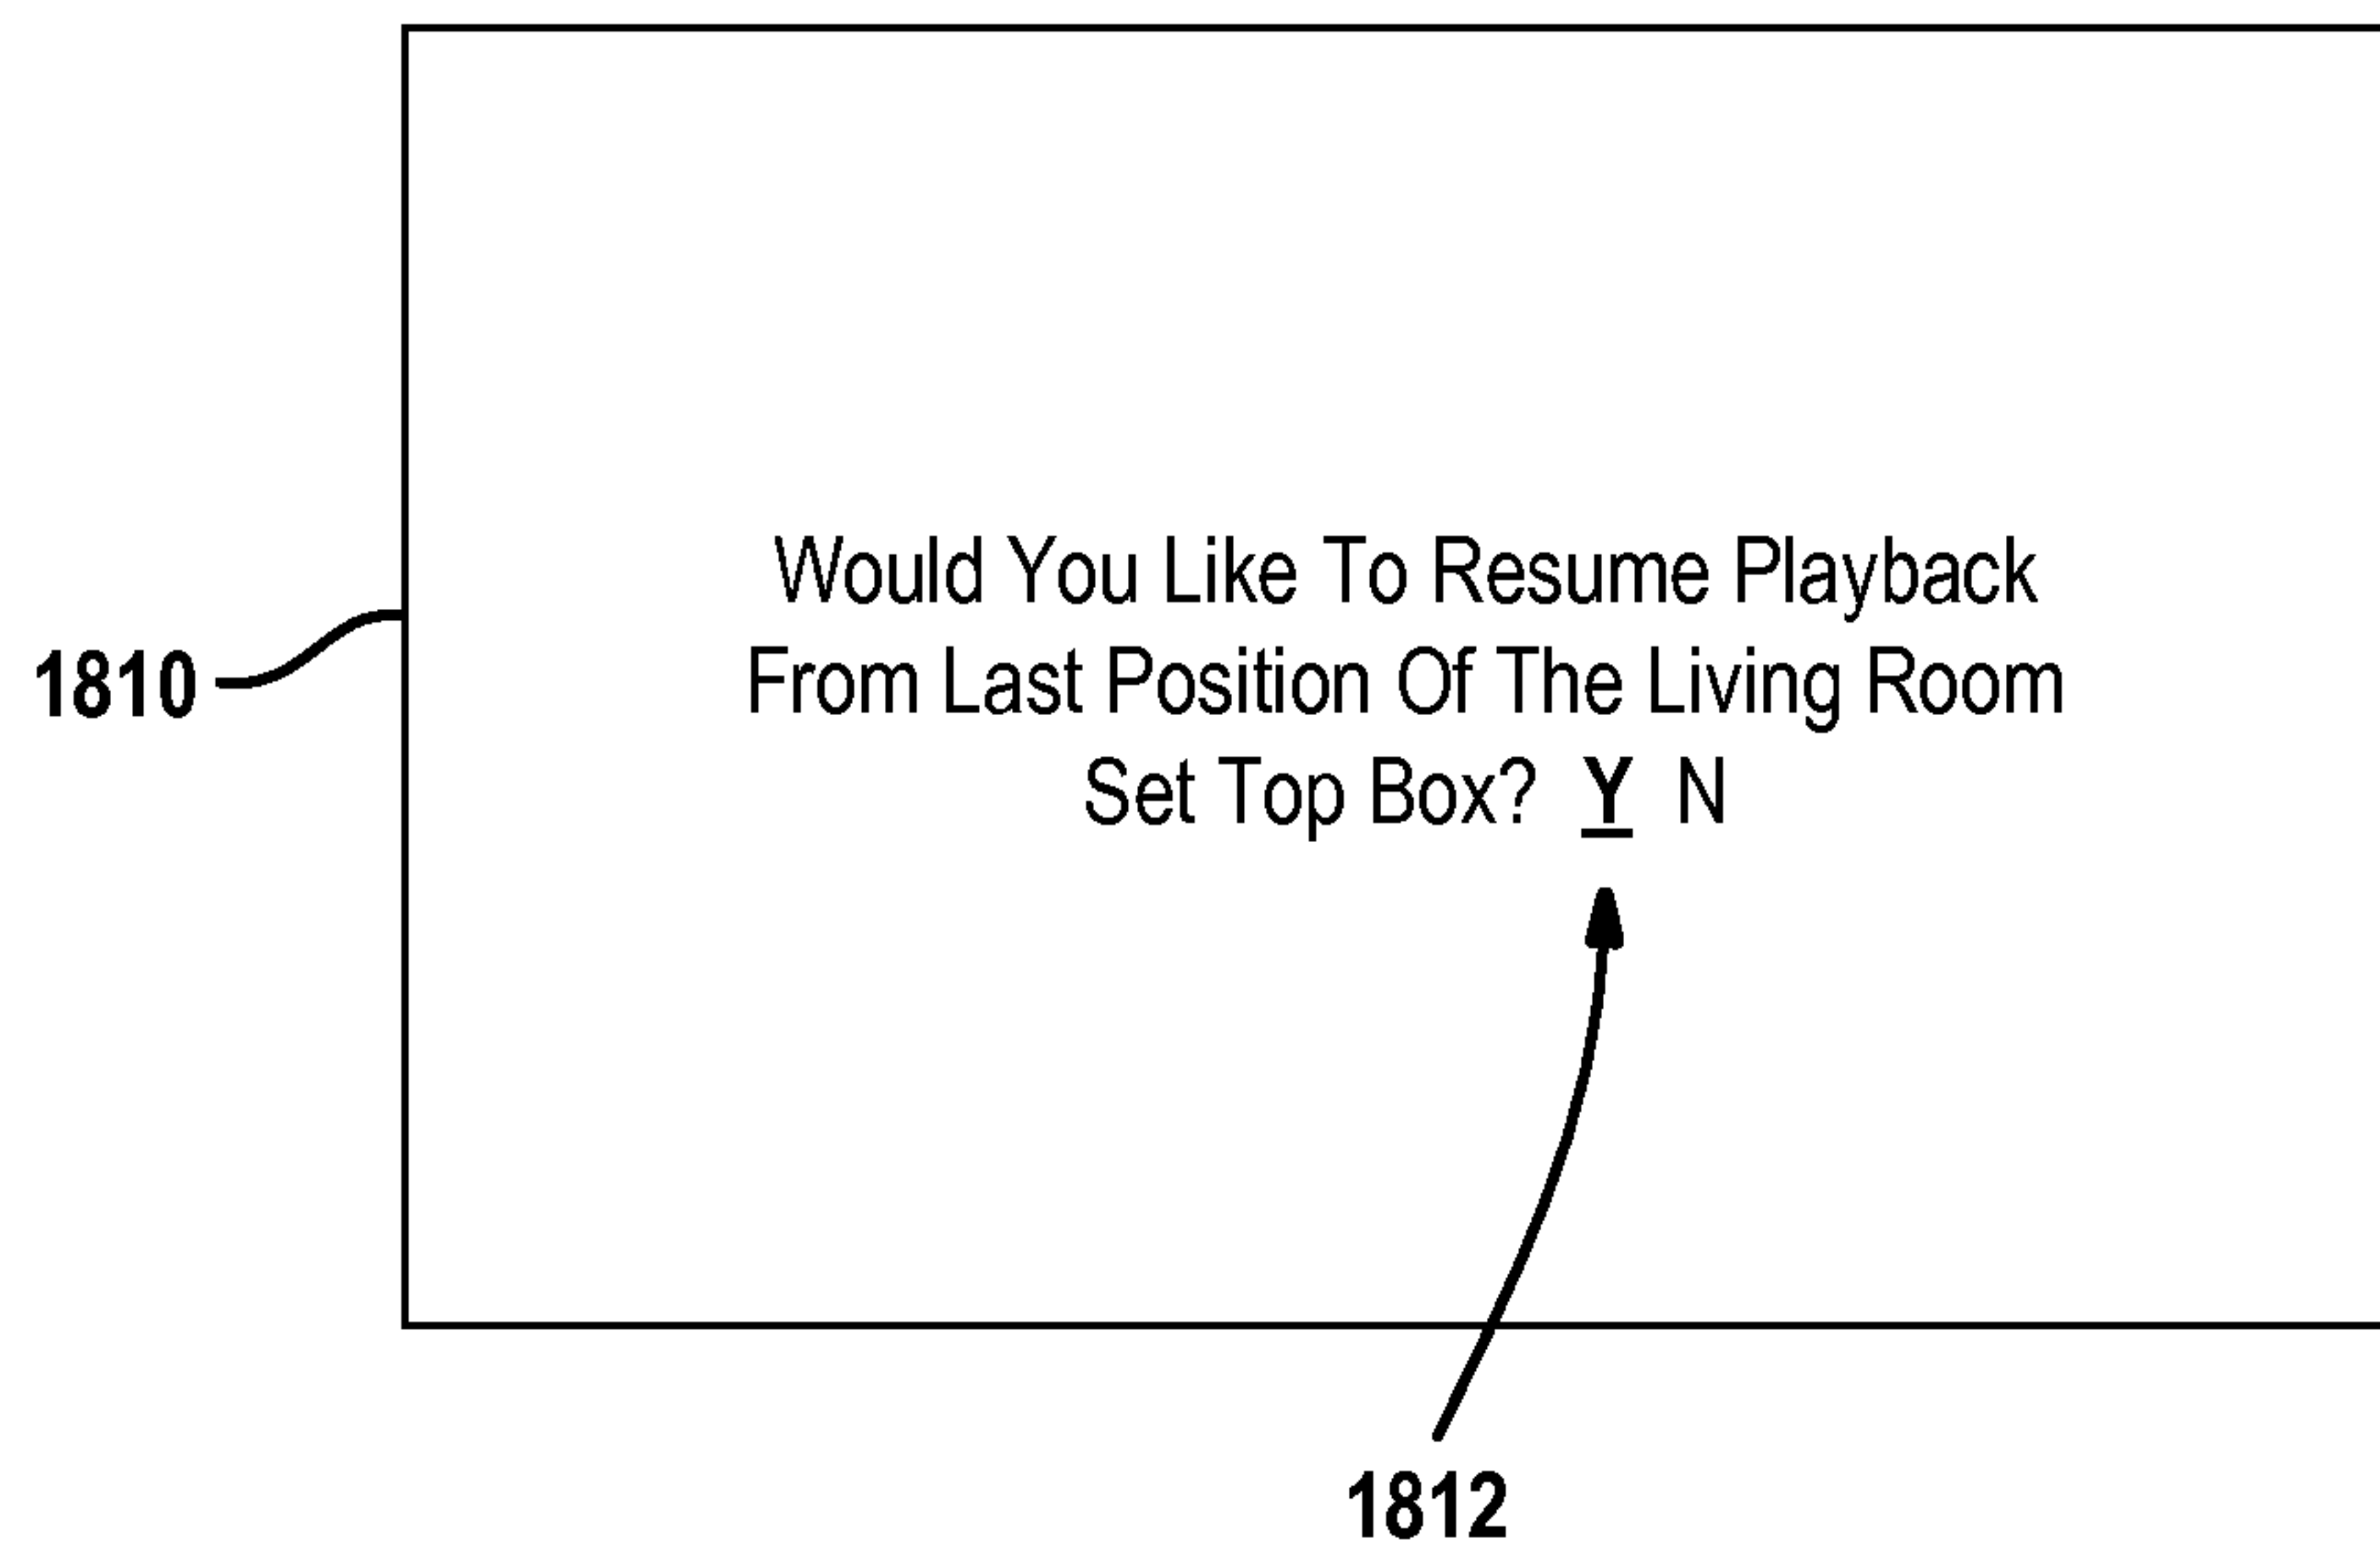 Would You Like To Resume Playback
From Last Position Of The Living Room
1810
Set Top Box? Y N
1812